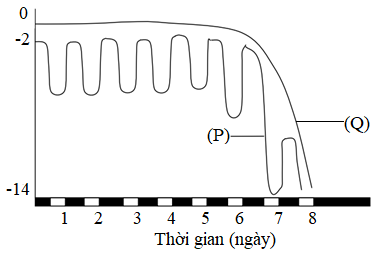 0
-2
(P)
(Q)
-14
1 2 3 4 5 6 7 8
Thời gian (ngày)